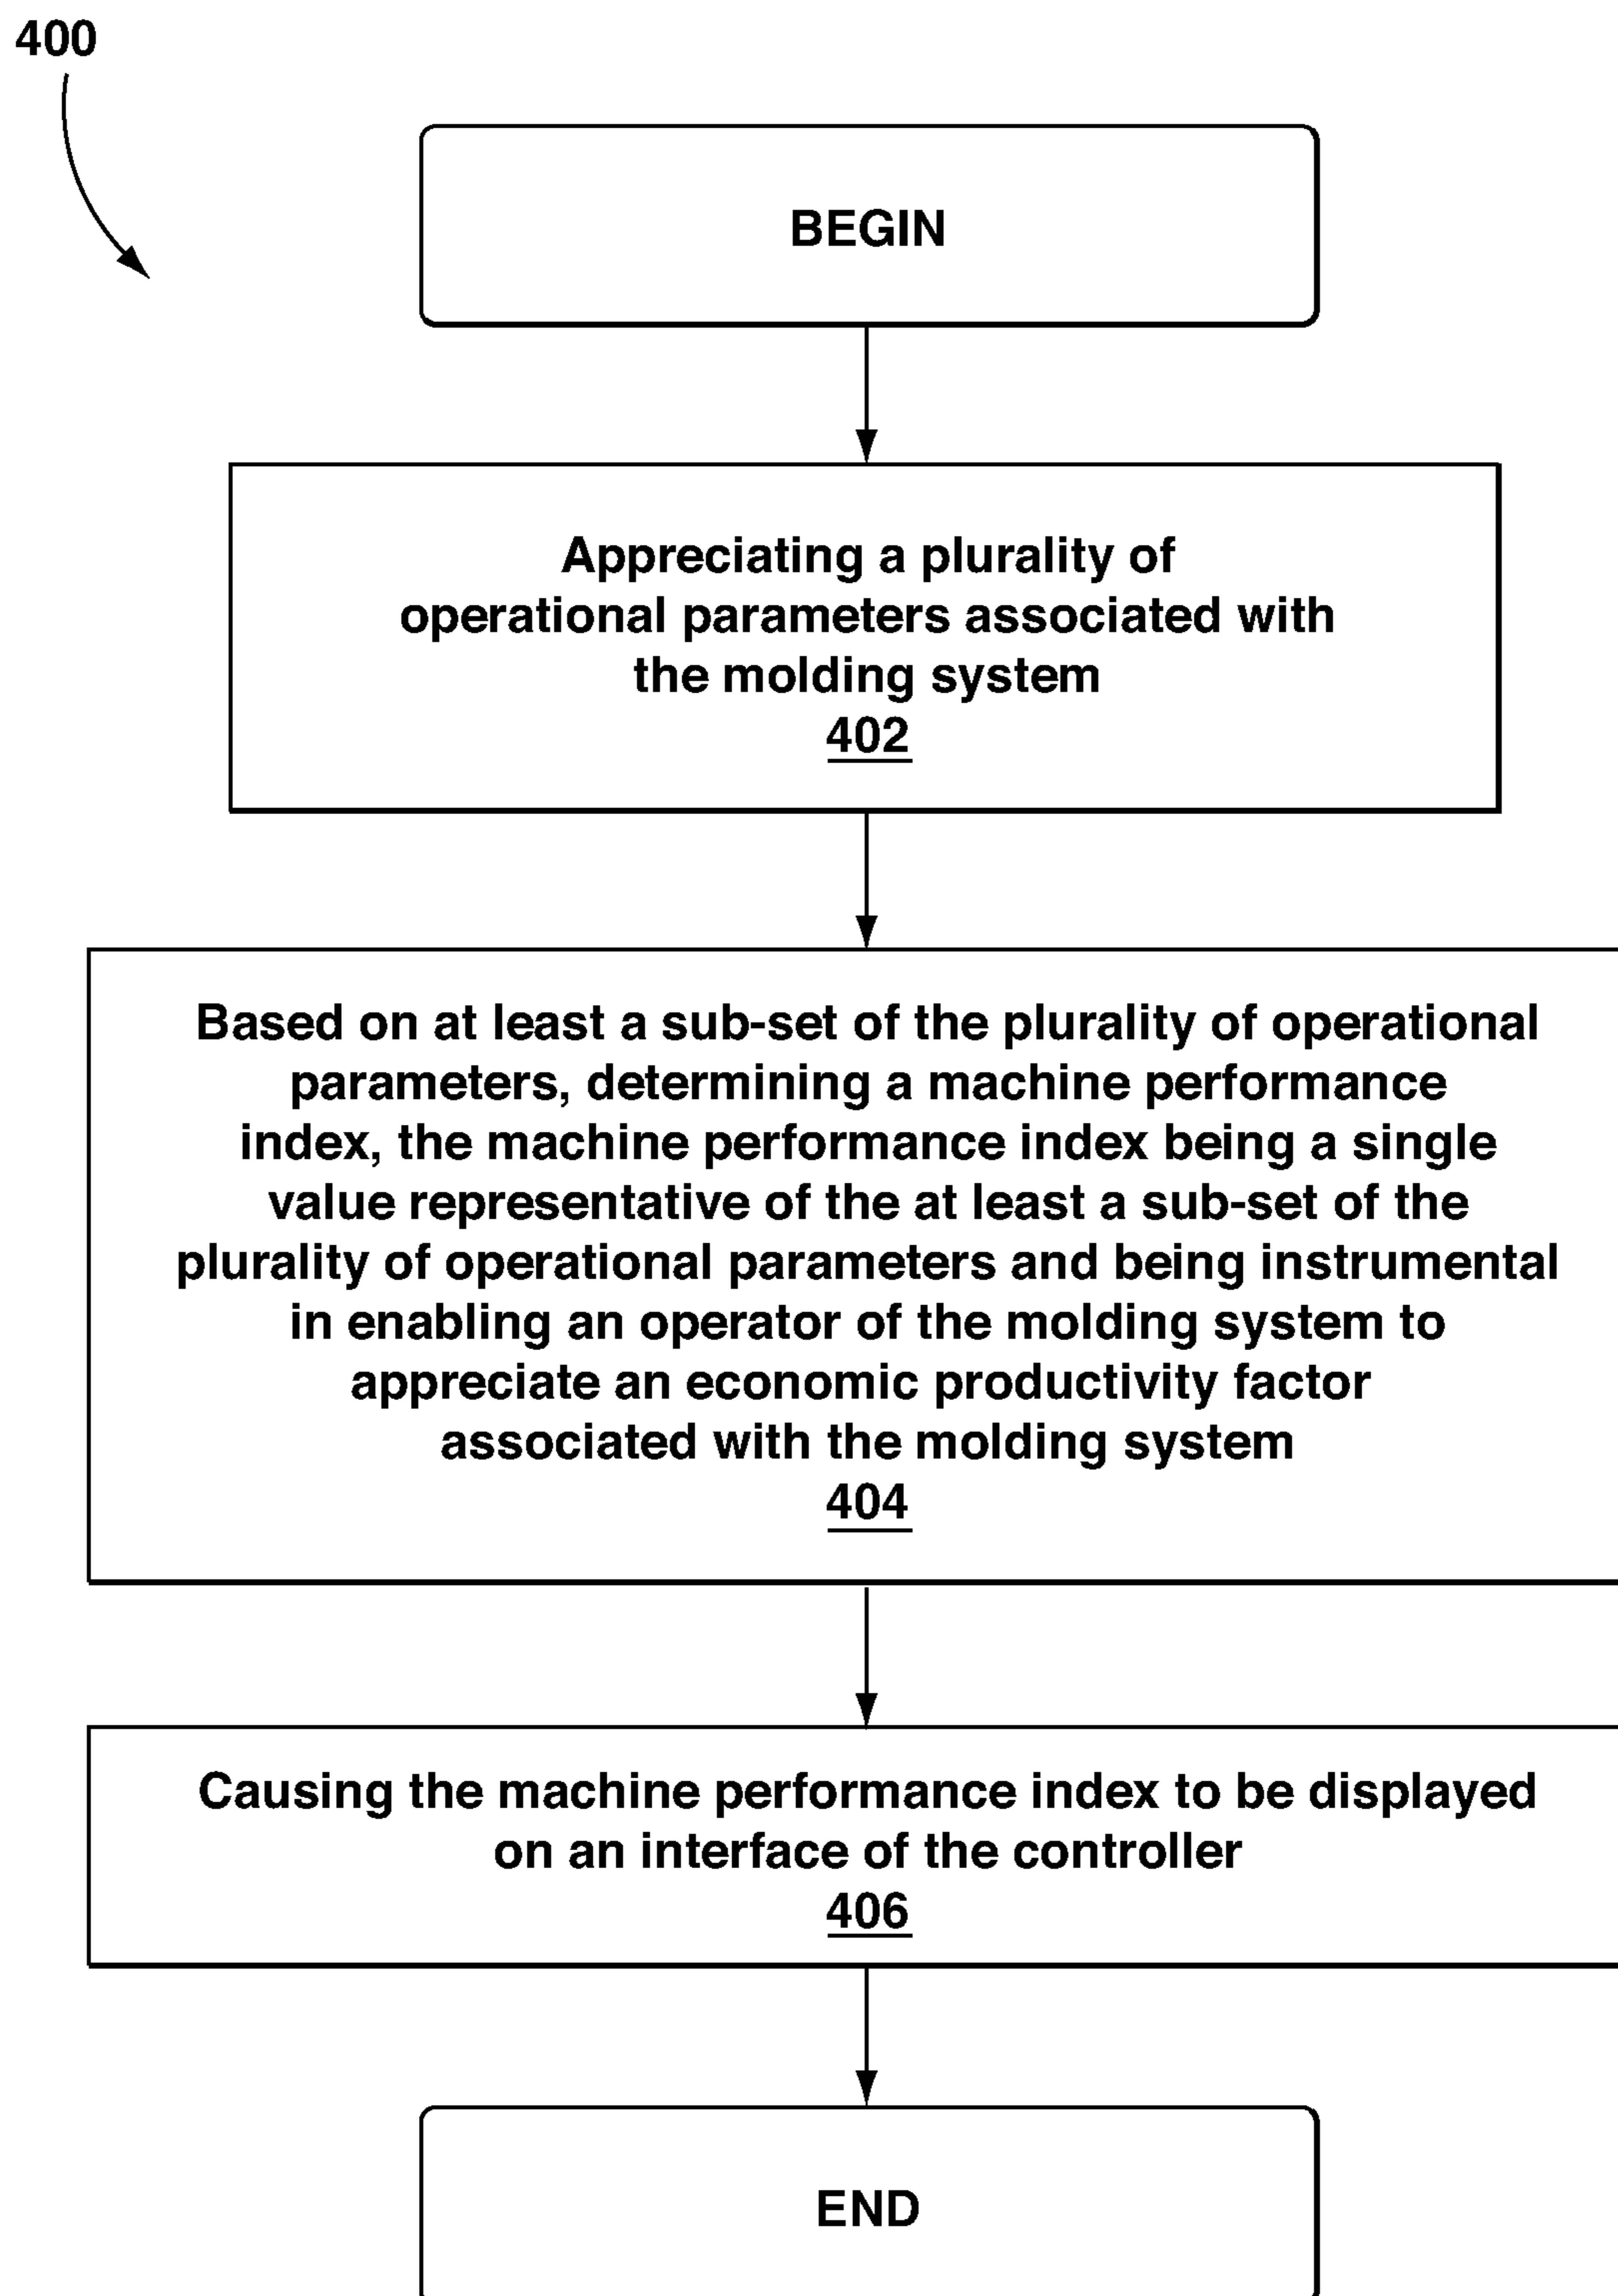 400
BEGIN
Appreciating a plurality of
operational parameters associated with
the molding system
402
Based on at least a sub-set of the plurality of operational
parameters, determining a machine performance
index, the machine performance index being a single
value representative of the at least a sub-set of the
plurality of operational parameters and being instrumental
in enabling an operator of the molding system to
appreciate an economic productivity factor
associated with the molding system
404
Causing the machine performance index to be displayed
on an interface of the controller
406
END